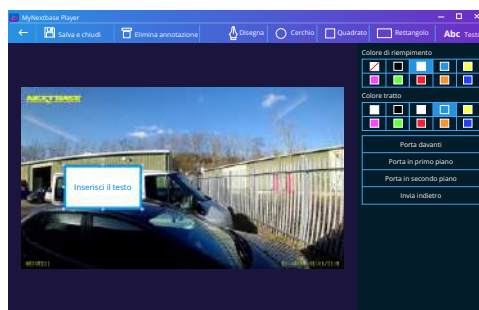 MyNextbase Player
Salva e chiudi
Elimina annotazione
Disegna
Cerchio
Quadrato
Rettangolo
Abc Testo
Colore di riempimento
Colore tratto
Porta davanti
Porta in primo piano
Porta in secondo piano
Invia indietro
NEXTBASE
Inserisci il testo